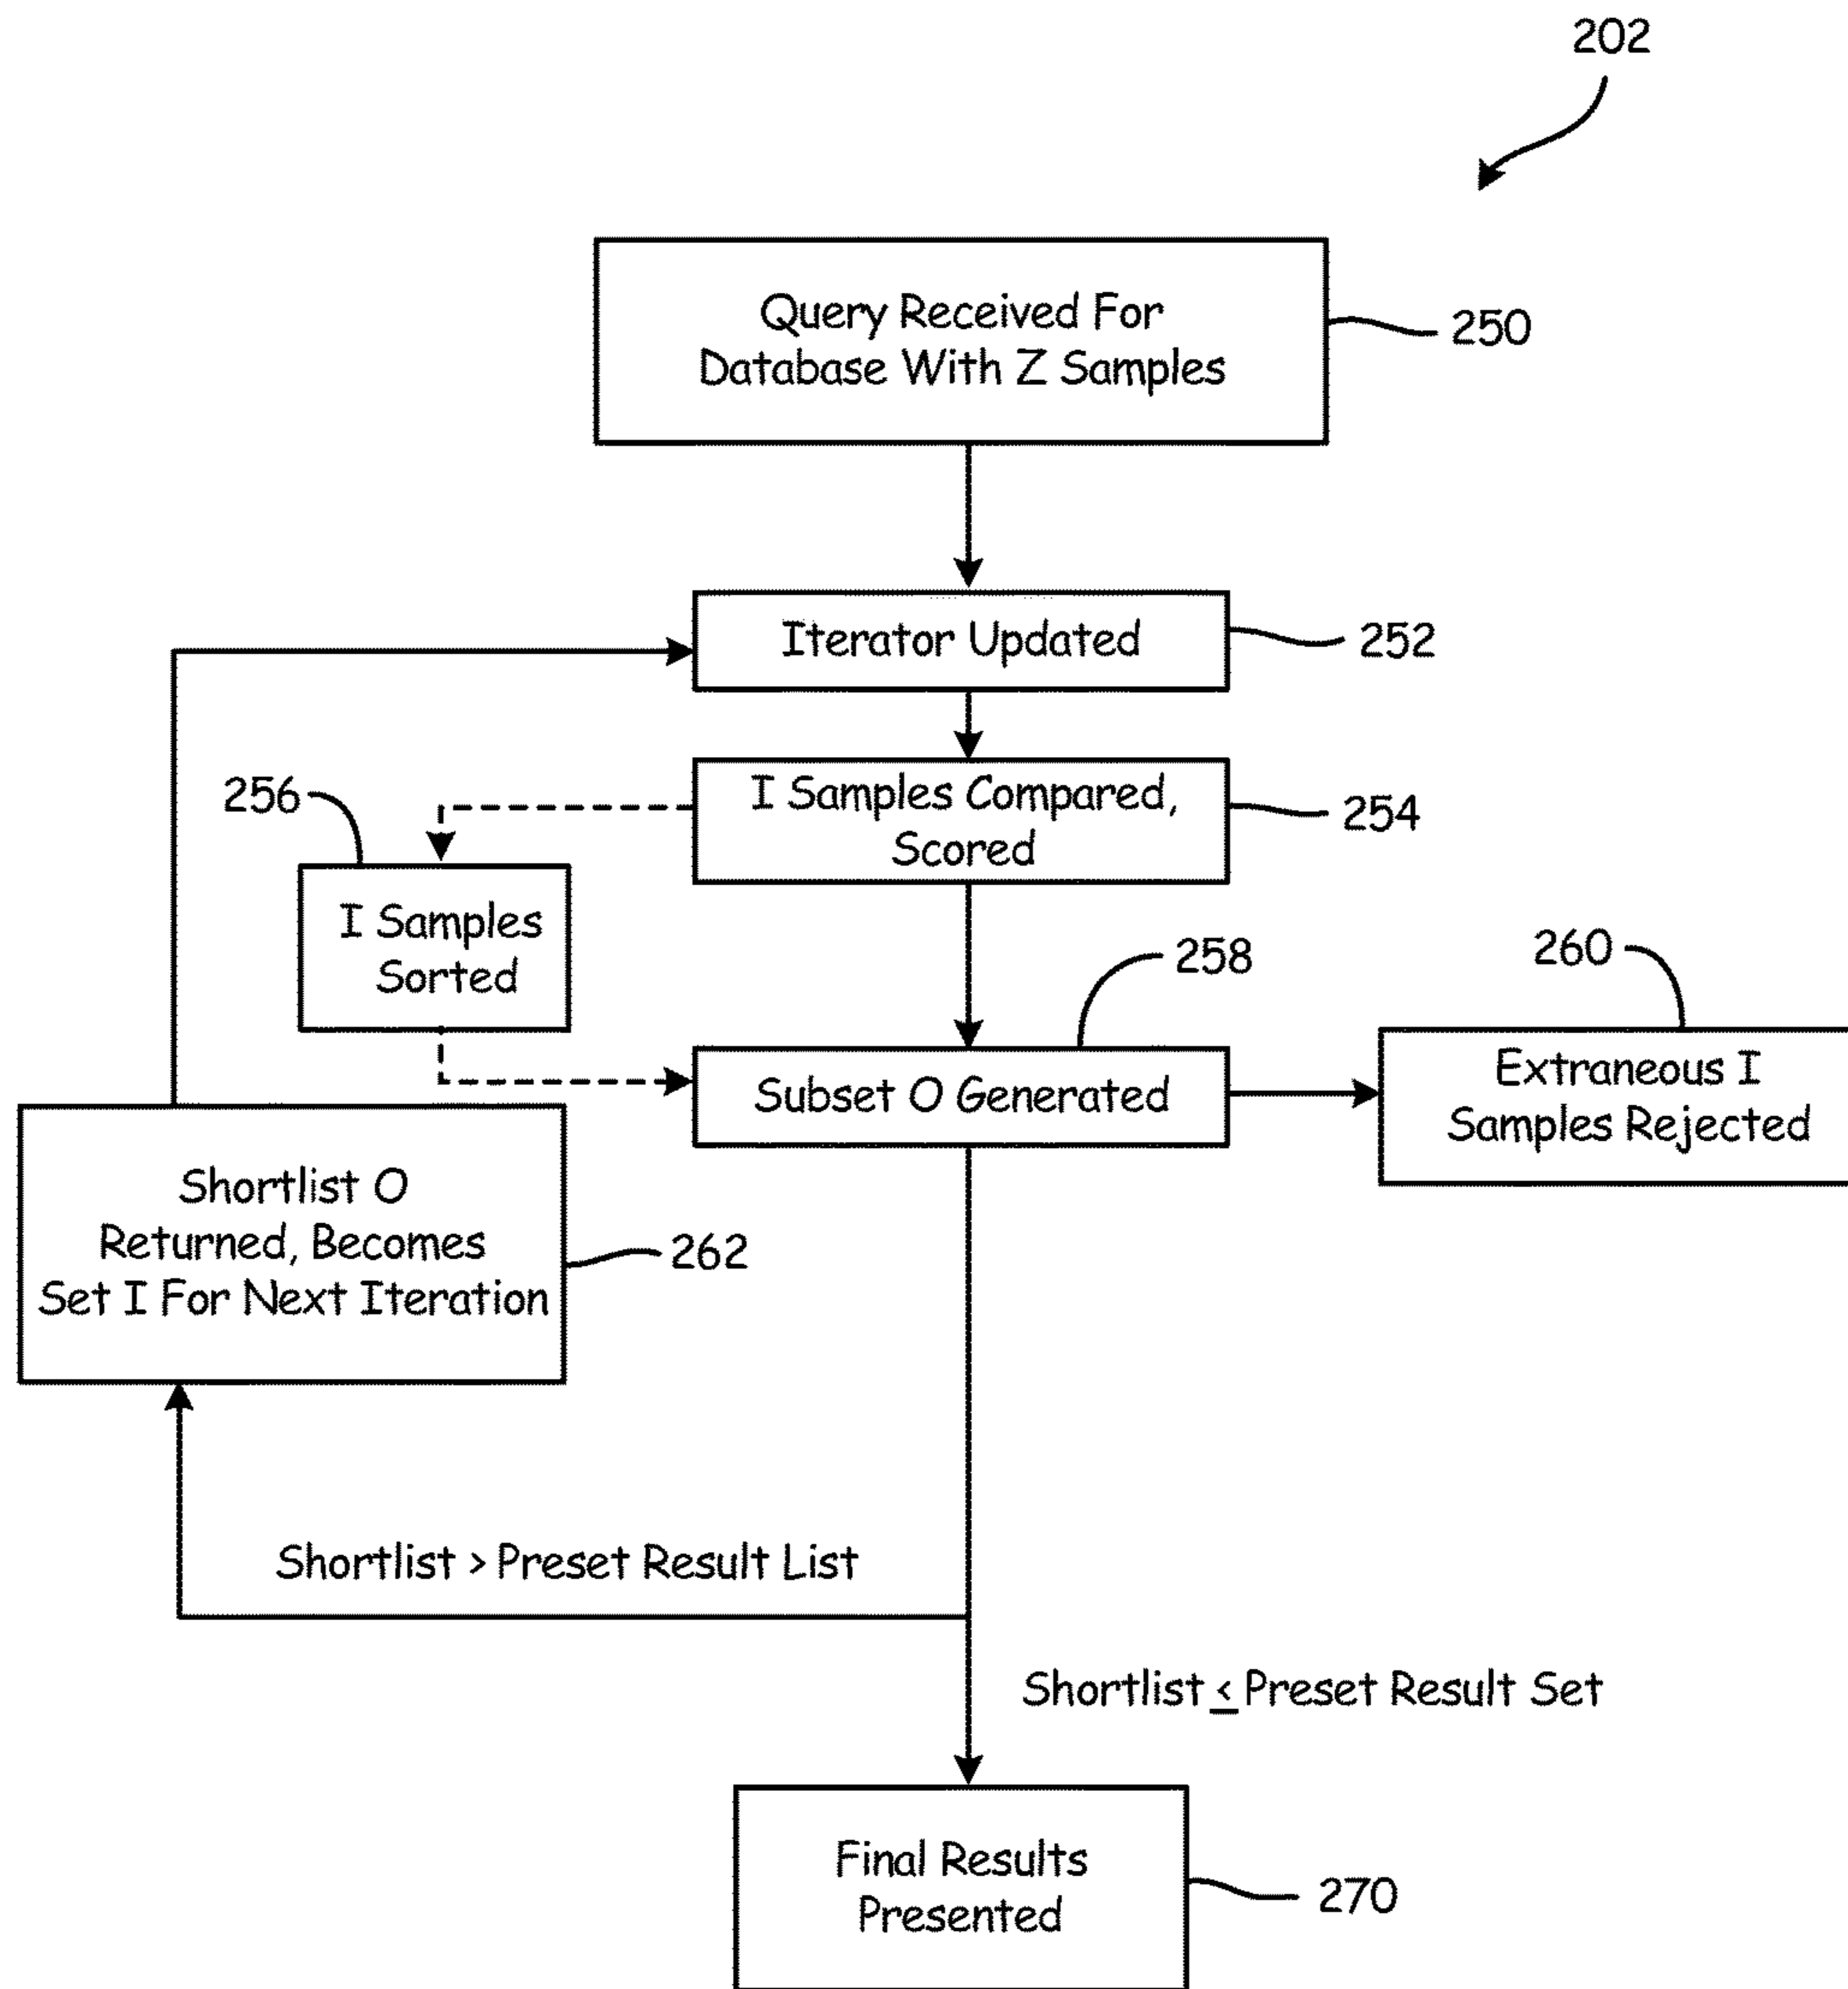 202
Query Received For
Database With Z Samples
250
Iterator Updated
252
I Samples Compared,
Scored
254
256
I Samples
Sorted
258
Subset O Generated
260
Extraneous I
Samples Rejected
Shortlist O
Returned, Becomes
Set I For Next Iteration
262
Shortlist > Preset Result List
Shortlist ≤ Preset Result Set
Final Results
Presented
270